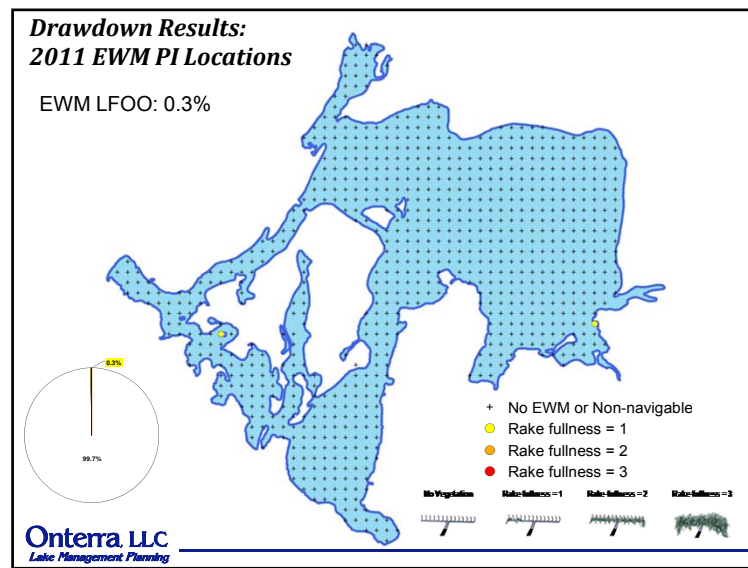 Drawdown Results:
2011 EWM PI Locations
EWM LFOO: 0.3%
0.3%
99.7%
+ No EWM or Non-navigable
Rake fullness = 1
Rake fullness = 2
Rake fullness = 3
No Vegetation
Rake fullness = 1
Rake fullness = 2
Rake fullness = 3
Onterra, LLC
Lake Management Planning